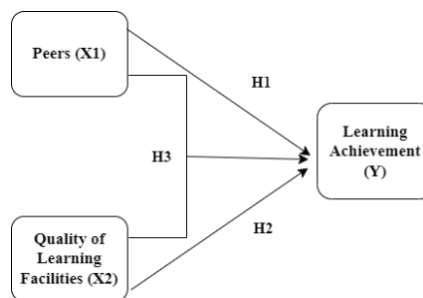 Peers (X1)
H1
Learning
Achievement
(Y)
H3
Quality of
Learning
Facilities (X2)
H2